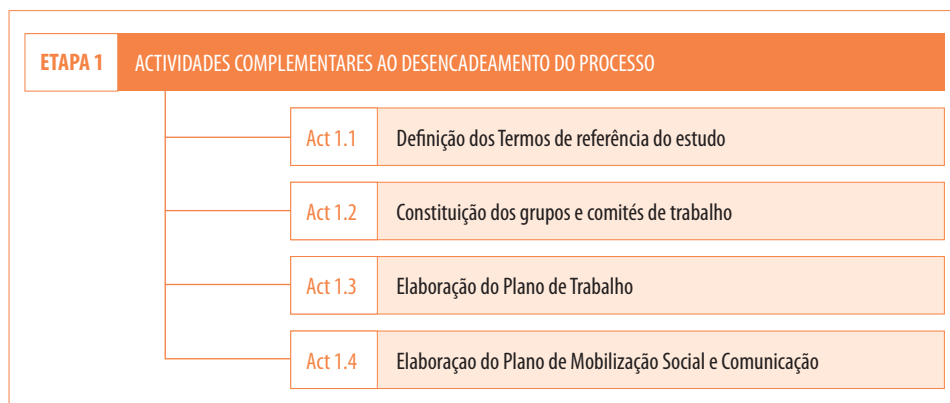 ETAPA 1 ACTIVIDADES COMPLEMENTARES AO DESENCADEAMENTO DO PROCESSO
Act 1.1 Definição dos Termos de referência do estudo
Act 1.2 Constituição dos grupos e comités de trabalho
Act 1.3 Elaboração do Plano de Trabalho
Act 1.4 Elaboraçao do Plano de Mobilização Social e Comunicação